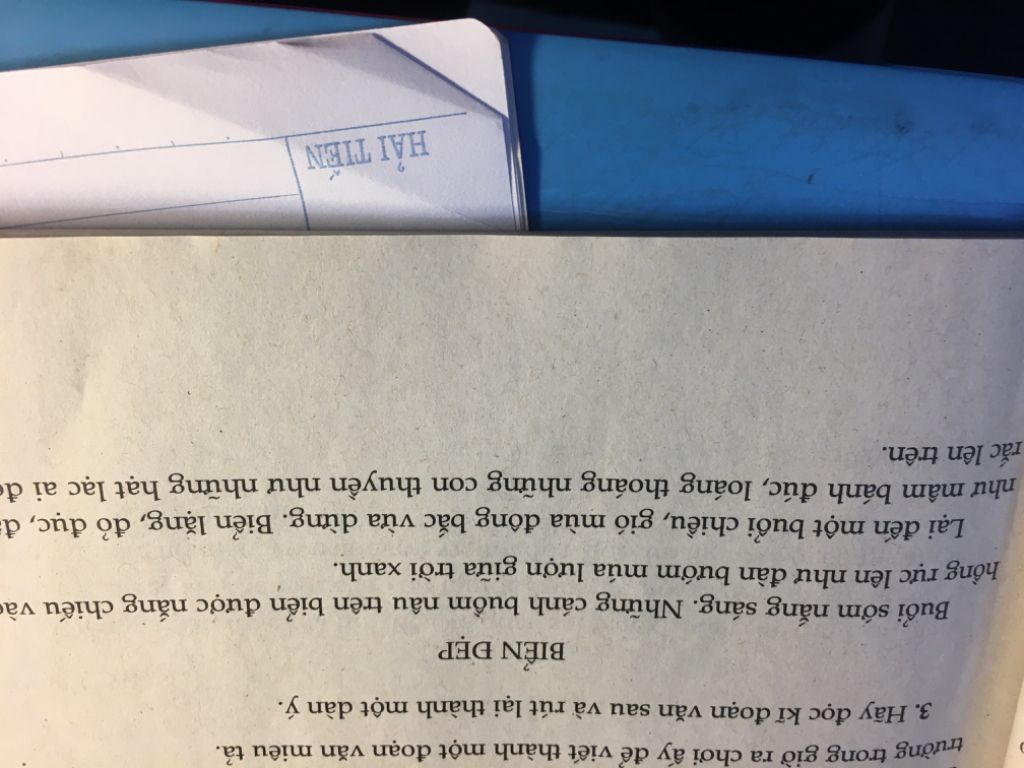 trường trong giờ ra chơi ấy để viết thành một đoạn văn miêu tả.
3. Hãy đọc kĩ đoạn văn sau và rút lại thành một dàn ý.
BIỂN ĐẸP
Buổi sớm nắng sáng. Những cánh buồm nâu trên biển được nắng chiếu
hồng rực lên như đàn bướm múa lượn giữa trời xanh.
Lại đến một buổi chiều, gió mùa đông bắc vừa dừng. Biển lặng, đỏ đục,
như mâm bánh đúc, loáng thoáng những con thuyền như những hạt lạc ai
rắc lên trên.
HẢI TIẾN